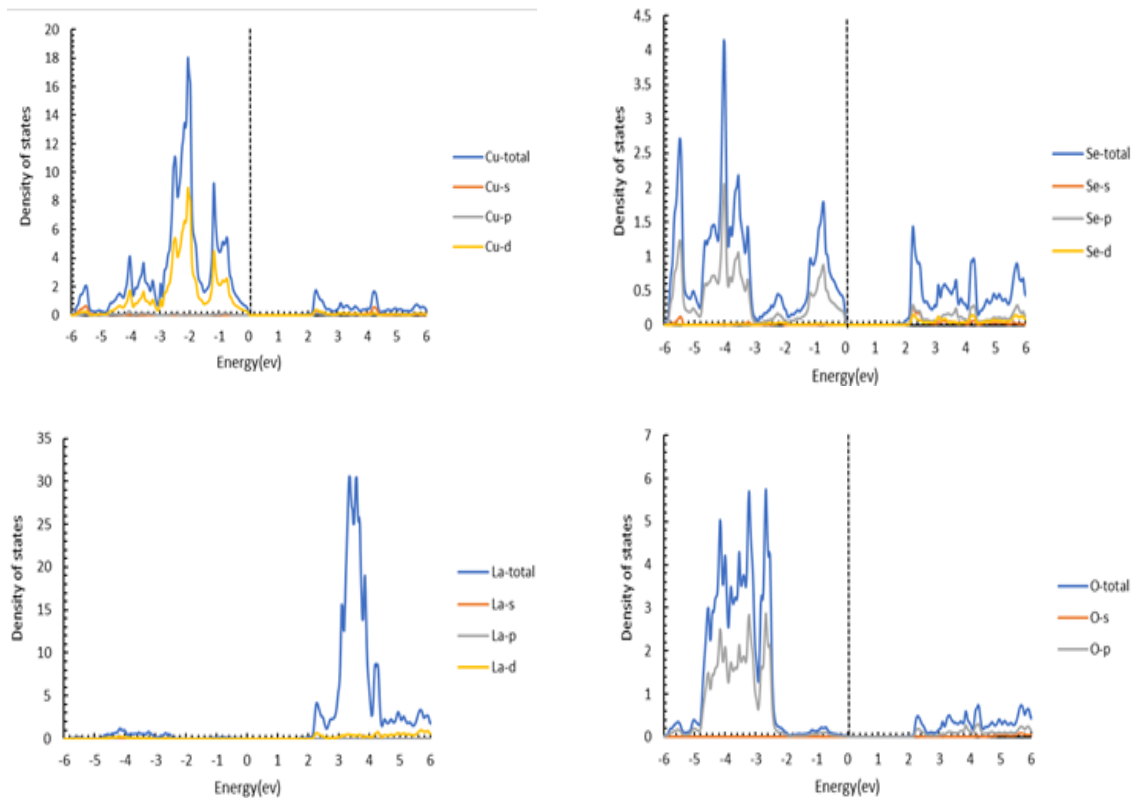 20
18
16
14
12
10
8
6
4
2
0
-6 -5 -4 -3 -2 -1 0 1 2 3 4 5 6
Density of states
Energy(ev)
Cu-total
Cu-s
Cu-p
Cu-d
4.5
4
3.5
3
2.5
2
1.5
1
0.5
0
-6 -5 -4 -3 -2 -1 0 1 2 3 4 5 6
Density of states
Energy(ev)
Se-total
Se-s
Se-p
Se-d
35
30
25
20
15
10
5
0
-6 -5 -4 -3 -2 -1 0 1 2 3 4 5 6
Density of states
Energy(eV)
La-total
La-s
La-p
La-d
7
6
5
4
3
2
1
0
-6 -5 -4 -3 -2 -1 0 1 2 3 4 5 6
Density of states
Energy(eV)
O-total
O-s
O-p